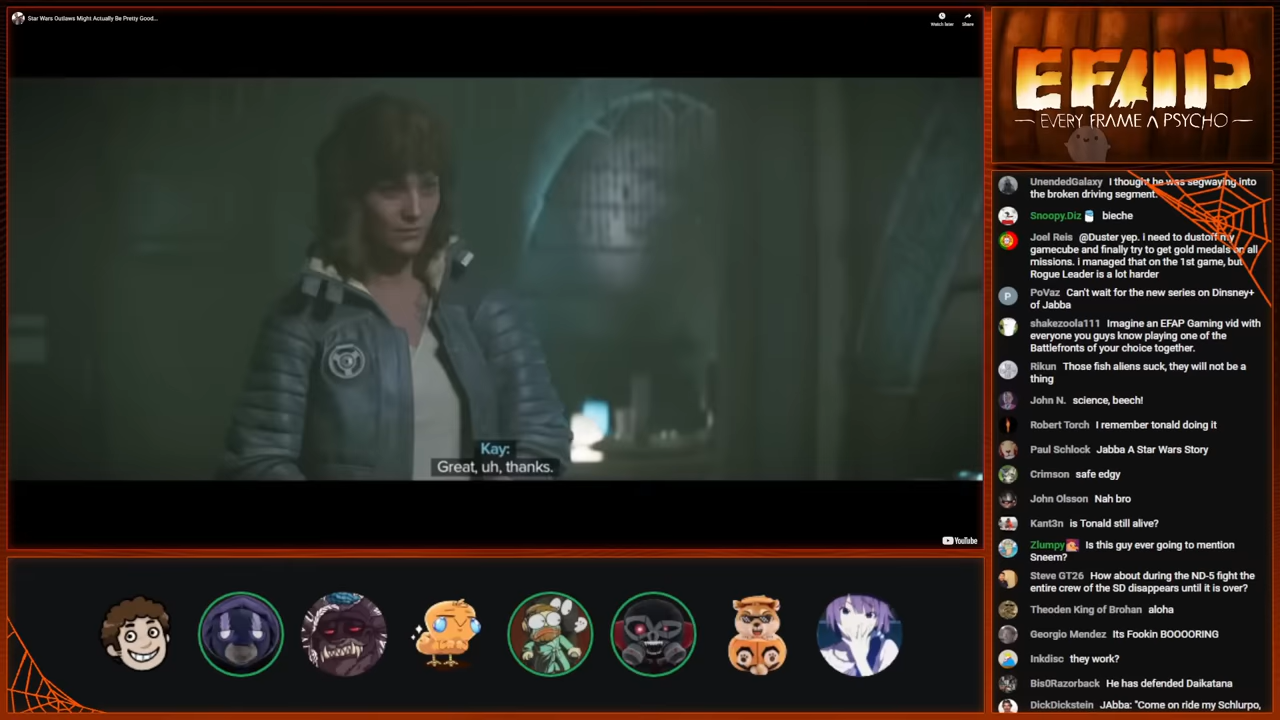 Star Wars Outlaws Might Actually Be Pretty Good...
Watch later
Share
Kay:
Great, uh, thanks.
YouTube
EFAP
EVERY FRAME A PSYCHO
UnendedGalaxy I thought he was segwaying into
the broken driving segment.
Snoopy.Diz bieche
Joel Reis @Duster yep. i need to dustoff my
gamecube and finally try to get gold medals on all
missions. i managed that on the 1st game, but
Rogue Leader is a lot harder
P
PoVaz Can't wait for the new series on Dinsney+
of Jabba
shakezoola111 Imagine an EFAP Gaming vid with
everyone you guys know playing one of the
Battlefronts of your choice together.
Rikun Those fish aliens suck, they will not be a
thing
John N. science, beech!
Robert Torch I remember tonald doing it
Paul Schlock Jabba A Star Wars Story
Crimson safe edgy
John Olsson Nah bro
Kant3n is Tonald still alive?
Zlumpy Is this guy ever going to mention
Sneem?
Steve GT26 How about during the ND-5 fight the
entire crew of the SD disappears until it is over?
Theoden King of Brohan aloha
Georgio Mendez Its Fookin BOOOORING
Inkdisc they work?
Bis0Razorback He has defended Daikatana
DickDickstein JAbba: "Come on ride my Schlurpo,